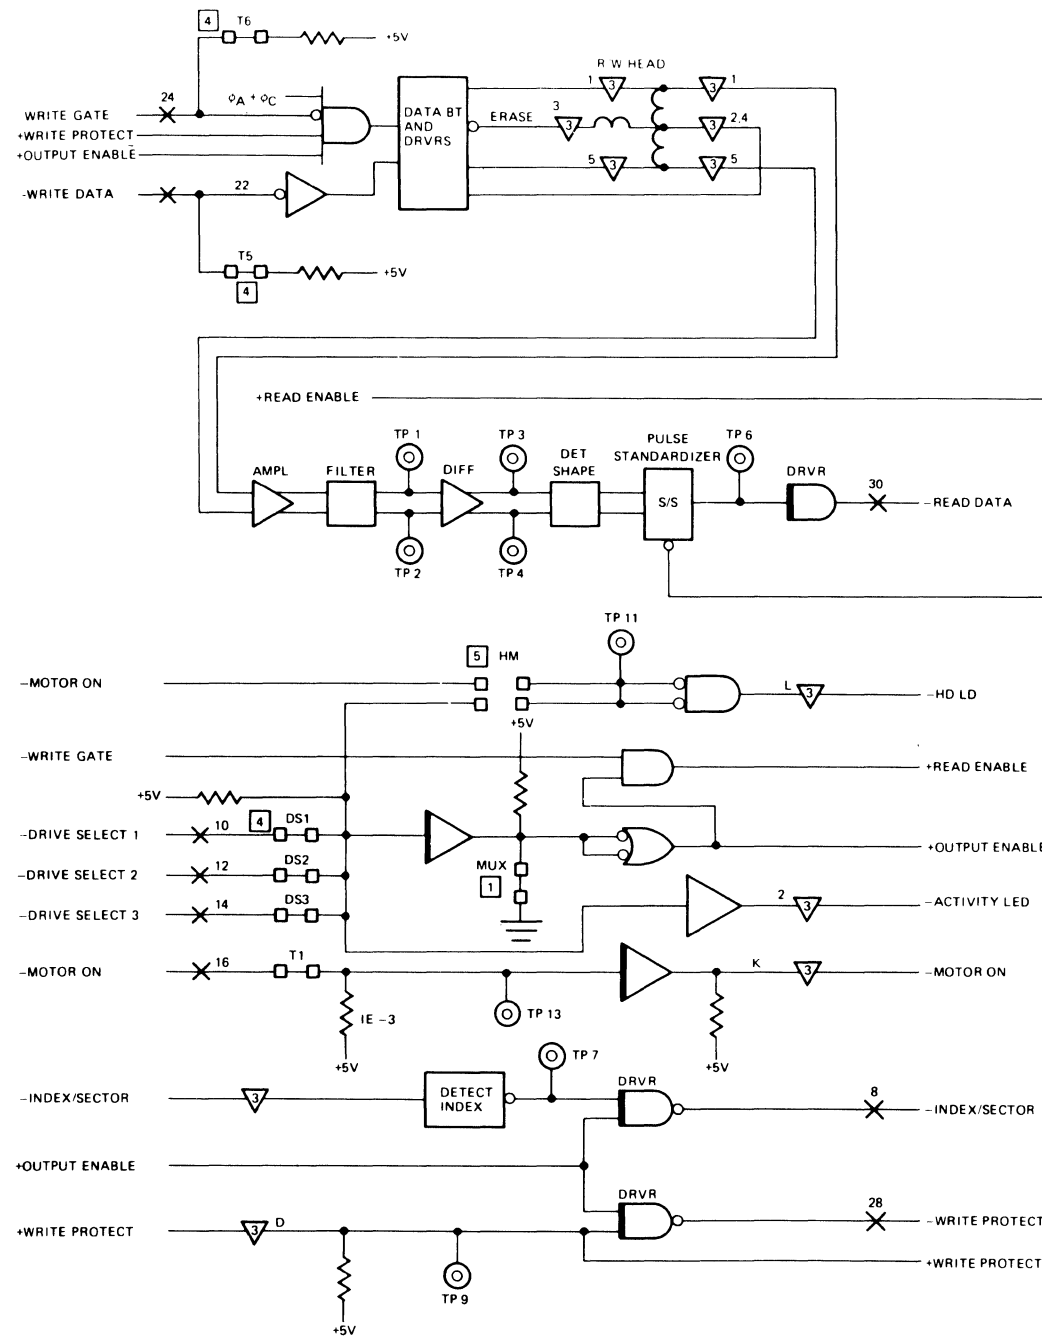 4 T6
+5V
R W HEAD
1 3 3 1
24 ØA + ØC
WRITE GATE
DATA BT
AND
DRVRS
ERASE 3 3 3 2,4
+WRITE PROTECT
+OUTPUT ENABLE
5 3 3 5
-WRITE DATA 22
T5
+5V
4
+READ ENABLE
TP 1 TP 3 PULSE
STANDARDIZER TP 6
DET
SHAPE
AMPL FILTER DIFF DRVR
30
S/S -READ DATA
TP 2 TP 4
TP 11
5 HM
-MOTOR ON
L 3 -HD LD
+5V
-WRITE GATE
+READ ENABLE
+5V
4 DS1
-DRIVE SELECT 1 10
+OUTPUT ENABLE
DS2 MUX
-DRIVE SELECT 2 12
1
DS3
-DRIVE SELECT 3 14
2 3 -ACTIVITY LED
T1
-MOTOR ON 16 K 3 -MOTOR ON
IE -3 TP 13
+5V +5V
TP 7
DRVR
-INDEX/SECTOR 3 DETECT
INDEX
8 -INDEX/SECTOR
+OUTPUT ENABLE
DRVR
28
+WRITE PROTECT 3 D -WRITE PROTECT
+WRITE PROTECT
TP 9
+5V